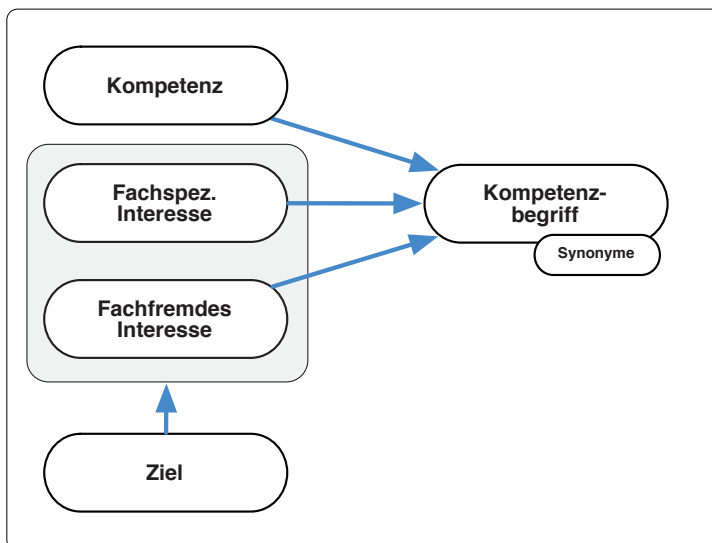 Kompetenz
Fachspez.
Interesse
Kompetenz-
begriff
Synonyme
Fachfremdes
Interesse
Ziel